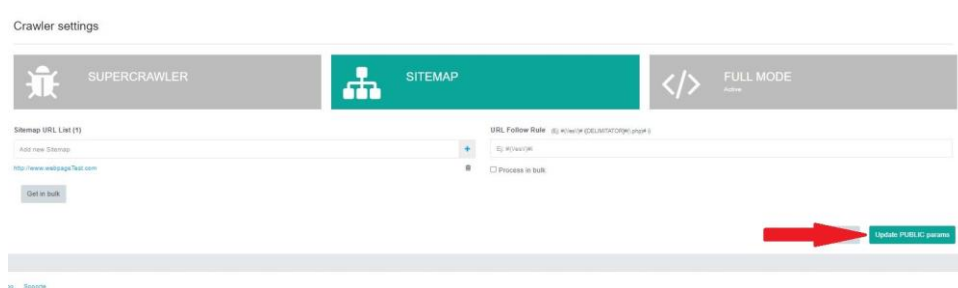 Crawler settings
SUPERCRAWLER
SITEMAP
FULL MODE
Active
Sitemap URL List (1)
URL Follow Rule
Add new Sitemap
+
http://www.webpageTest.com
Process in bulk
Get in bulk
Update PUBLIC params